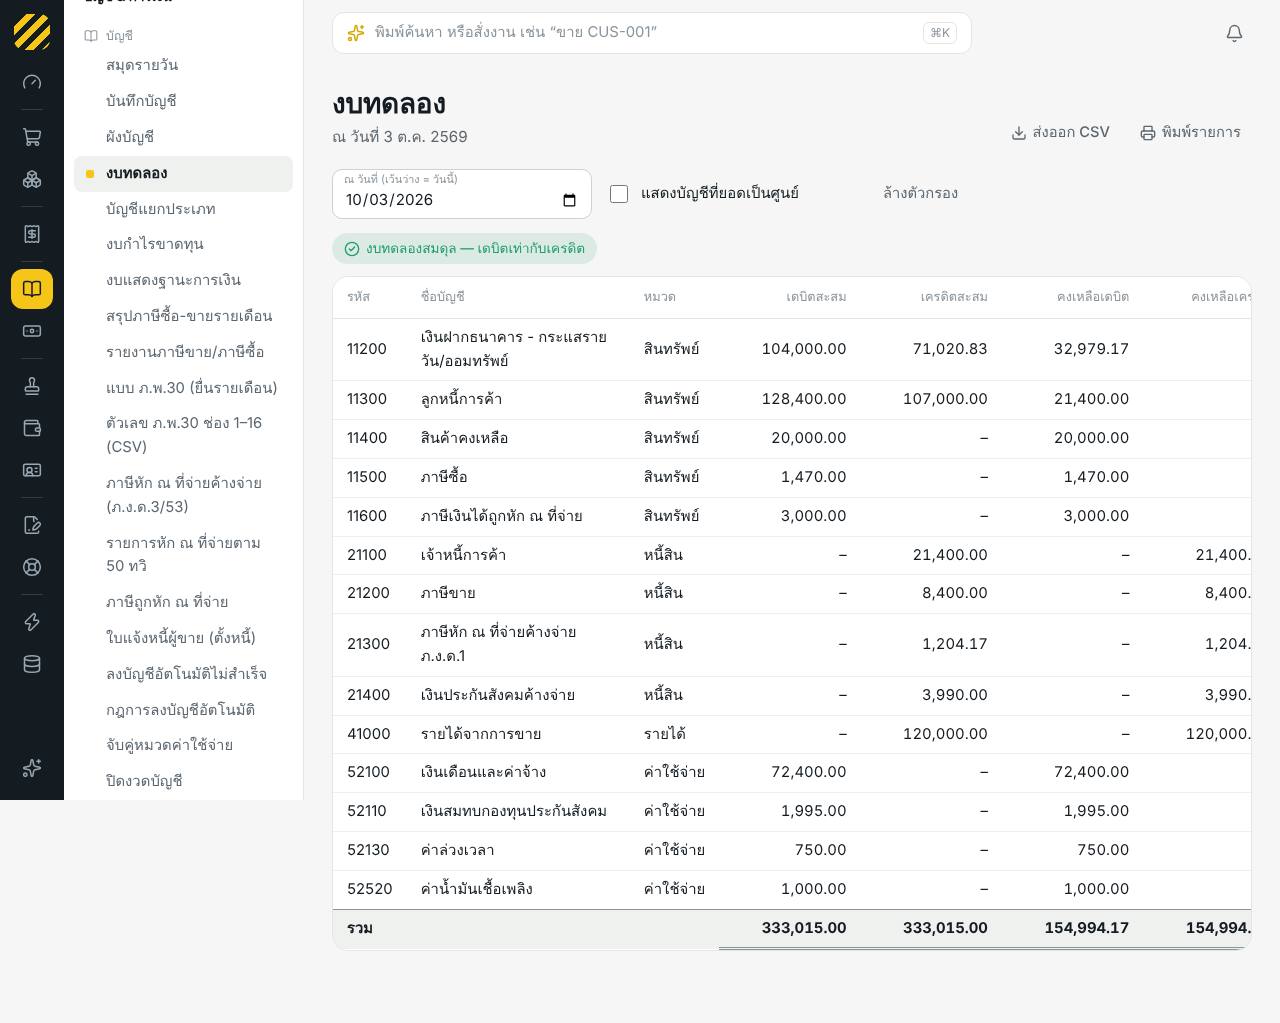 บัญชี
สมุดรายวัน
บันทึกบัญชี
ผังบัญชี
งบทดลอง
บัญชีแยกประเภท
งบกำไรขาดทุน
งบแสดงฐานะการเงิน
สรุปภาษีซื้อ-ขายรายเดือน
รายงานภาษีขาย/ภาษีซื้อ
แบบ ภ.พ.30 (ยื่นรายเดือน)
ตัวเลข ภ.พ.30 ช่อง 1–16
(CSV)
ภาษีหัก ณ ที่จ่ายค้างจ่าย
(ภ.ง.ด.3/53)
รายการหัก ณ ที่จ่ายตาม
50 ทวิ
ภาษีถูกหัก ณ ที่จ่าย
ใบแจ้งหนี้ผู้ขาย (ตั้งหนี้)
ลงบัญชีอัตโนมัติไม่สำเร็จ
กฎการลงบัญชีอัตโนมัติ
จับคู่หมวดค่าใช้จ่าย
ปิดงวดบัญชี
พิมพ์ค้นหา หรือสั่งงาน เช่น “ขาย CUS-001” ⌘K
งบทดลอง
ณ วันที่ 3 ต.ค. 2569
ส่งออก CSV พิมพ์รายการ
ณ วันที่ (เว้นว่าง = วันนี้)
10/03/2026
แสดงบัญชีที่ยอดเป็นศูนย์ ล้างตัวกรอง
งบทดลองสมดุล — เดบิตเท่ากับเครดิต
รหัส ชื่อบัญชี หมวด เดบิตสะสม เครดิตสะสม คงเหลือเดบิต คงเหลือเคร
11200 เงินฝากธนาคาร - กระแสราย
วัน/ออมทรัพย์ สินทรัพย์ 104,000.00 71,020.83 32,979.17
11300 ลูกหนี้การค้า สินทรัพย์ 128,400.00 107,000.00 21,400.00
11400 สินค้าคงเหลือ สินทรัพย์ 20,000.00 – 20,000.00
11500 ภาษีซื้อ สินทรัพย์ 1,470.00 – 1,470.00
11600 ภาษีเงินได้ถูกหัก ณ ที่จ่าย สินทรัพย์ 3,000.00 – 3,000.00
21100 เจ้าหนี้การค้า หนี้สิน – 21,400.00 – 21,400.
21200 ภาษีขาย หนี้สิน – 8,400.00 – 8,400.
21300 ภาษีหัก ณ ที่จ่ายค้างจ่าย
ภ.ง.ด.1 หนี้สิน – 1,204.17 – 1,204.
21400 เงินประกันสังคมค้างจ่าย หนี้สิน – 3,990.00 – 3,990.
41000 รายได้จากการขาย รายได้ – 120,000.00 – 120,000.
52100 เงินเดือนและค่าจ้าง ค่าใช้จ่าย 72,400.00 – 72,400.00
52110 เงินสมทบกองทุนประกันสังคม ค่าใช้จ่าย 1,995.00 – 1,995.00
52130 ค่าล่วงเวลา ค่าใช้จ่าย 750.00 – 750.00
52520 ค่าน้ำมันเชื้อเพลิง ค่าใช้จ่าย 1,000.00 – 1,000.00
รวม 333,015.00 333,015.00 154,994.17 154,994.